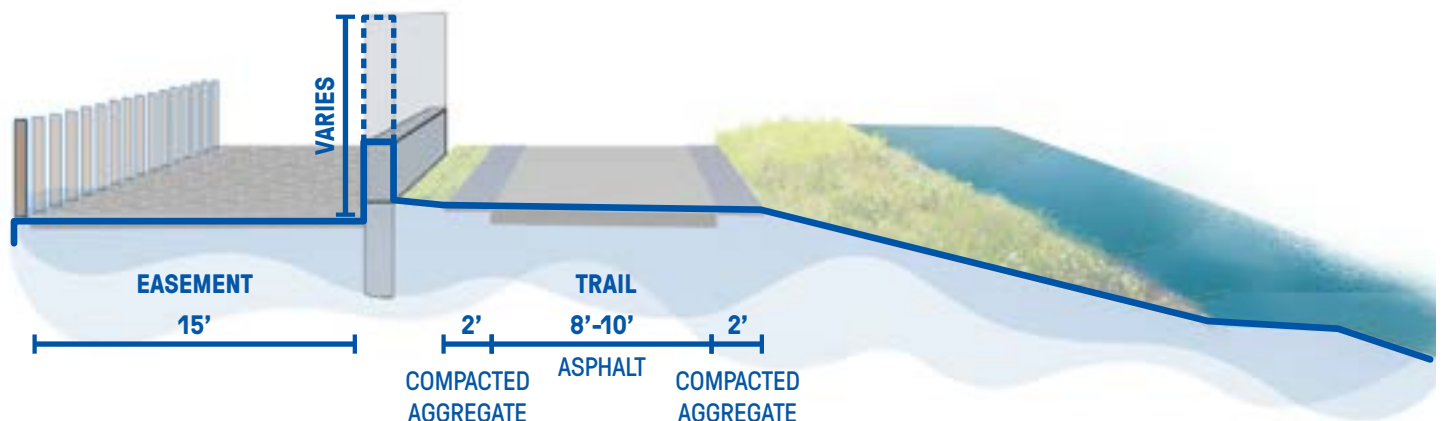 VARIES
EASEMENT
TRAIL
15’
2’
8’-10’
2’
ASPHALT
COMPACTED
AGGREGATE
COMPACTED
AGGREGATE